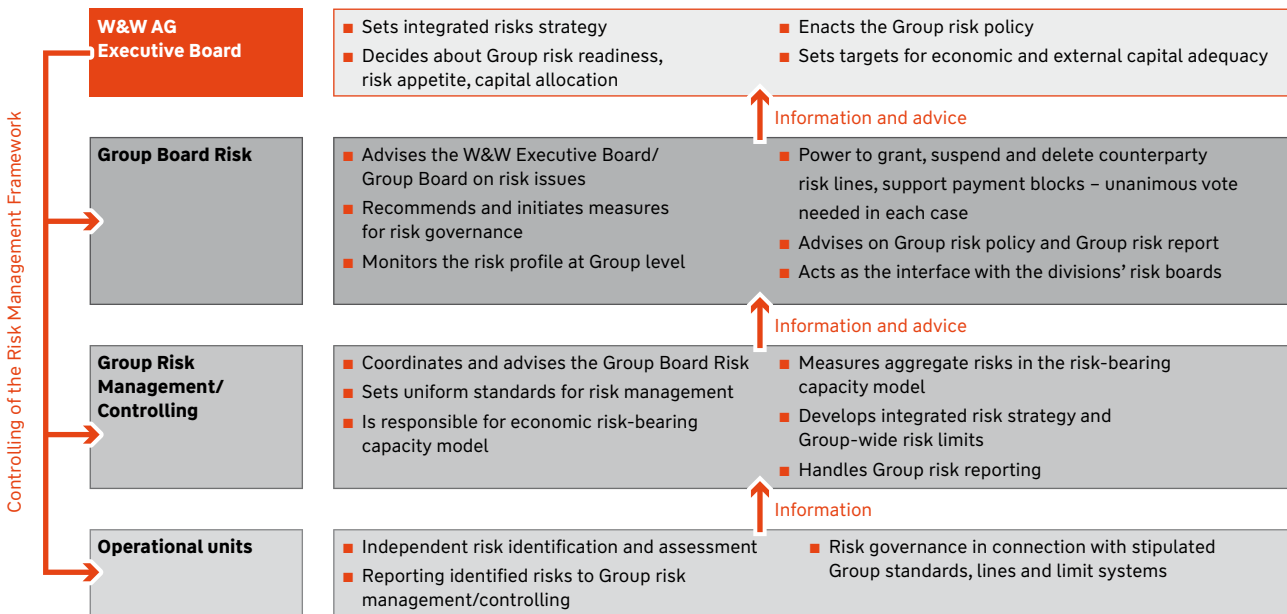 Controlling of the Risk Management Framework
W&W AG
Executive Board
■ Sets integrated risks strategy
■ Decides about Group risk readiness,
risk appetite, capital allocation
■ Enacts the Group risk policy
■ Sets targets for economic and external capital adequacy
Information and advice
Group Board Risk
■ Advises the W&W Executive Board/
Group Board on risk issues
■ Recommends and initiates measures
for risk governance
■ Monitors the risk profile at Group level
■ Power to grant, suspend and delete counterparty
risk lines, support payment blocks – unanimous vote
needed in each case
■ Advises on Group risk policy and Group risk report
■ Acts as the interface with the divisions’ risk boards
Information and advice
Group Risk
Management/
Controlling
■ Coordinates and advises the Group Board Risk
■ Sets uniform standards for risk management
■ Is responsible for economic risk-bearing
capacity model
■ Measures aggregate risks in the risk-bearing
capacity model
■ Develops integrated risk strategy and
Group-wide risk limits
■ Handles Group risk reporting
Information
Operational units
■ Independent risk identification and assessment
■ Reporting identified risks to Group risk
management/controlling
■ Risk governance in connection with stipulated
Group standards, lines and limit systems